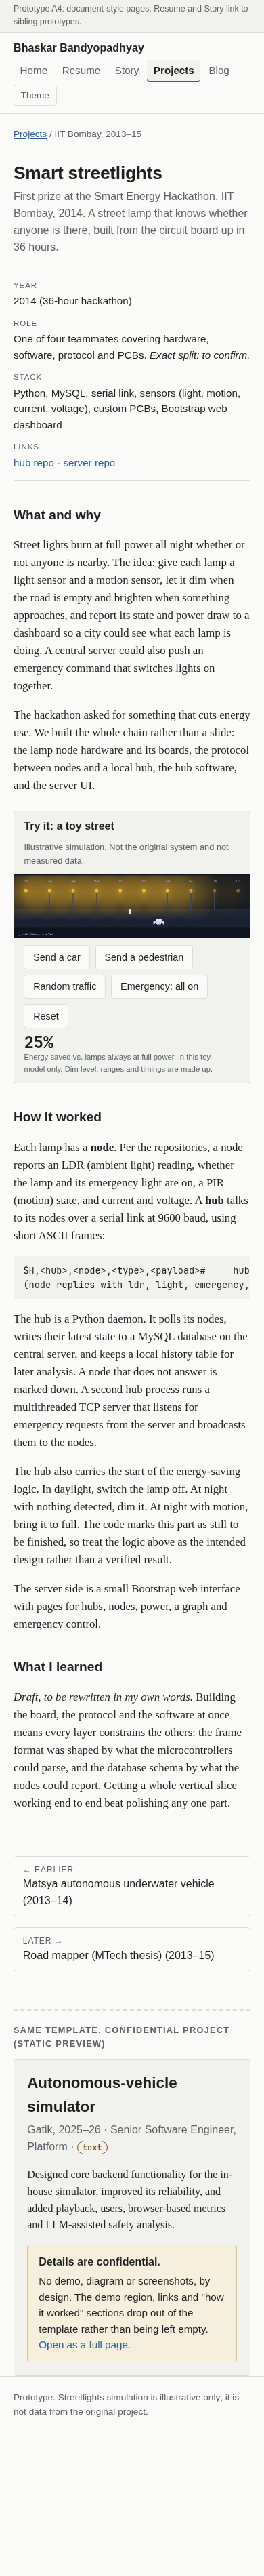 Prototype A4: document-style pages. Resume and Story link to
sibling prototypes.
Bhaskar Bandyopadhyay
Home Resume Story Projects Blog
Theme
Projects / IIT Bombay, 2013–15
Smart streetlights
First prize at the Smart Energy Hackathon, IIT
Bombay, 2014. A street lamp that knows whether
anyone is there, built from the circuit board up in
36 hours.
YEAR
2014 (36-hour hackathon)
ROLE
One of four teammates covering hardware,
software, protocol and PCBs. Exact split: to confirm.
STACK
Python, MySQL, serial link, sensors (light, motion,
current, voltage), custom PCBs, Bootstrap web
dashboard
LINKS
hub repo · server repo
What and why
Street lights burn at full power all night whether or
not anyone is nearby. The idea: give each lamp a
light sensor and a motion sensor, let it dim when
the road is empty and brighten when something
approaches, and report its state and power draw to a
dashboard so a city could see what each lamp is
doing. A central server could also push an
emergency command that switches lights on
together.
The hackathon asked for something that cuts energy
use. We built the whole chain rather than a slide:
the lamp node hardware and its boards, the protocol
between nodes and a local hub, the hub software,
and the server UI.
Try it: a toy street
Illustrative simulation. Not the original system and not
measured data.
Send a car Send a pedestrian
Random traffic Emergency: all on
Reset
25%
Energy saved vs. lamps always at full power, in this toy
model only. Dim level, ranges and timings are made up.
How it worked
Each lamp has a node. Per the repositories, a node
reports an LDR (ambient light) reading, whether
the lamp and its emergency light are on, a PIR
(motion) state, and current and voltage. A hub talks
to its nodes over a serial link at 9600 baud, using
short ASCII frames:
$H,<hub>,<node>,<type>,<payload># hub
(node replies with ldr, light, emergency,
The hub is a Python daemon. It polls its nodes,
writes their latest state to a MySQL database on the
central server, and keeps a local history table for
later analysis. A node that does not answer is
marked down. A second hub process runs a
multithreaded TCP server that listens for
emergency requests from the server and broadcasts
them to the nodes.
The hub also carries the start of the energy-saving
logic. In daylight, switch the lamp off. At night
with nothing detected, dim it. At night with motion,
bring it to full. The code marks this part as still to
be finished, so treat the logic above as the intended
design rather than a verified result.
The server side is a small Bootstrap web interface
with pages for hubs, nodes, power, a graph and
emergency control.
What I learned
Draft, to be rewritten in my own words. Building
the board, the protocol and the software at once
means every layer constrains the others: the frame
format was shaped by what the microcontrollers
could parse, and the database schema by what the
nodes could report. Getting a whole vertical slice
working end to end beat polishing any one part.
← EARLIER
Matsya autonomous underwater vehicle
(2013–14)
LATER →
Road mapper (MTech thesis) (2013–15)
SAME TEMPLATE, CONFIDENTIAL PROJECT
(STATIC PREVIEW)
Autonomous-vehicle
simulator
Gatik, 2025–26 · Senior Software Engineer,
Platform · text
Designed core backend functionality for the in-
house simulator, improved its reliability, and
added playback, users, browser-based metrics
and LLM-assisted safety analysis.
Details are confidential.
No demo, diagram or screenshots, by
design. The demo region, links and "how
it worked" sections drop out of the
template rather than being left empty.
Open as a full page.
Prototype. Streetlights simulation is illustrative only; it is
not data from the original project.